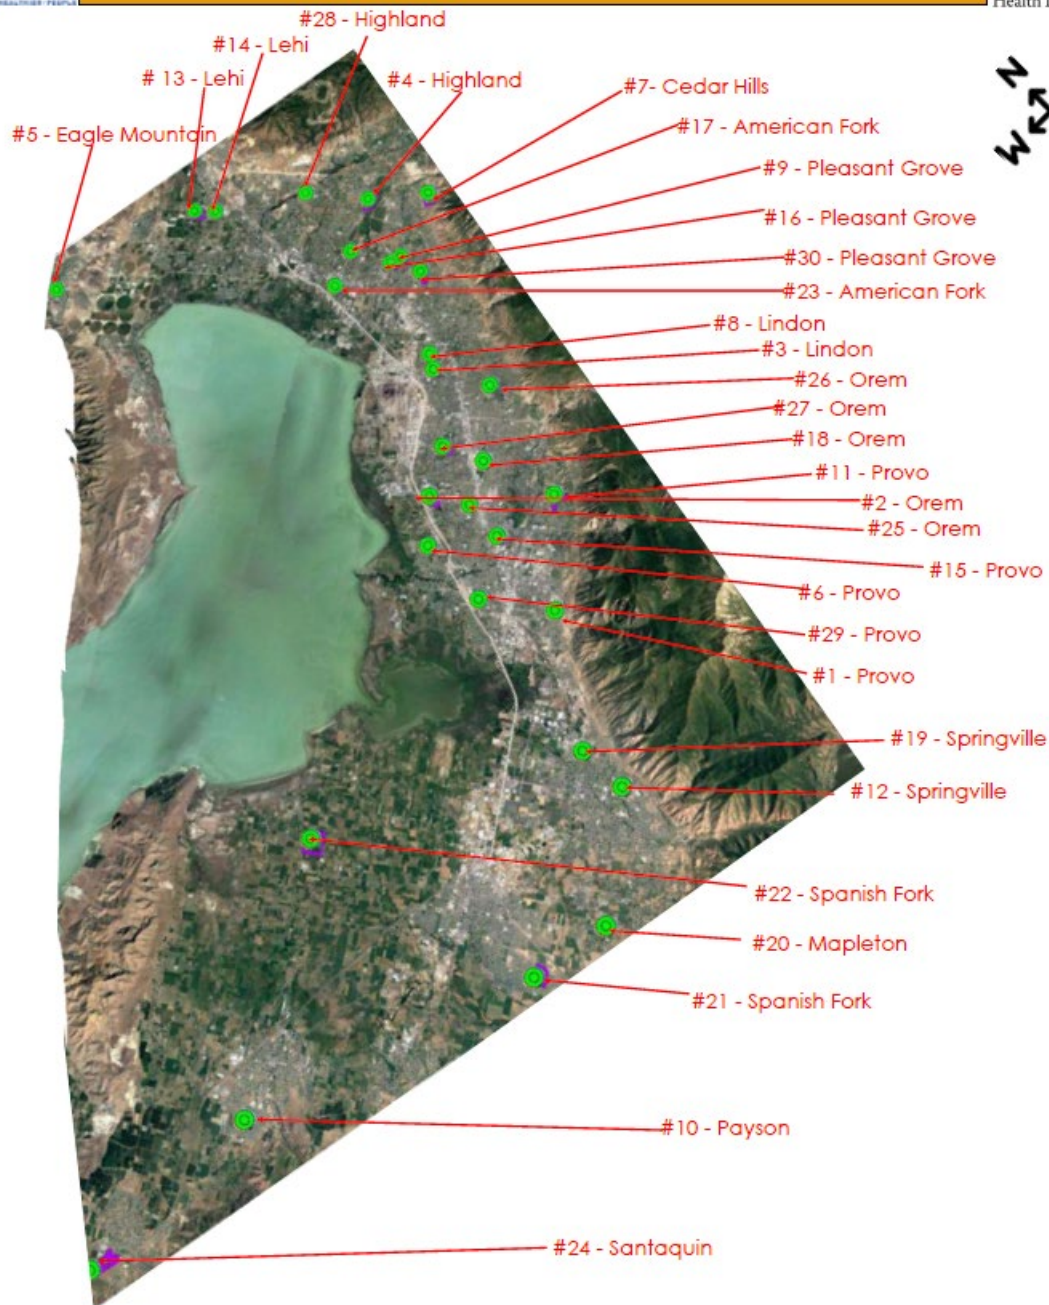 Health
#28 - Highland
#14 - Lehi
# 13 - Lehi
#4 - Highland
#7- Cedar Hills
#5 - Eagle Mountain
#17 - American Fork
#9 - Pleasant Grove
#16 - Pleasant Grove
#30 - Pleasant Grove
#23 - American Fork
#8 - Lindon
#3 - Lindon
#26 - Orem
#27 - Orem
#18 - Orem
#11 - Provo
#2 - Orem
#25 - Orem
#15 - Provo
#6 - Provo
#29 - Provo
#1 - Provo
#19 - Springville
#12 - Springville
#22 - Spanish Fork
#20 - Mapleton
#21 - Spanish Fork
#10 - Payson
#24 - Santaquin
N
W